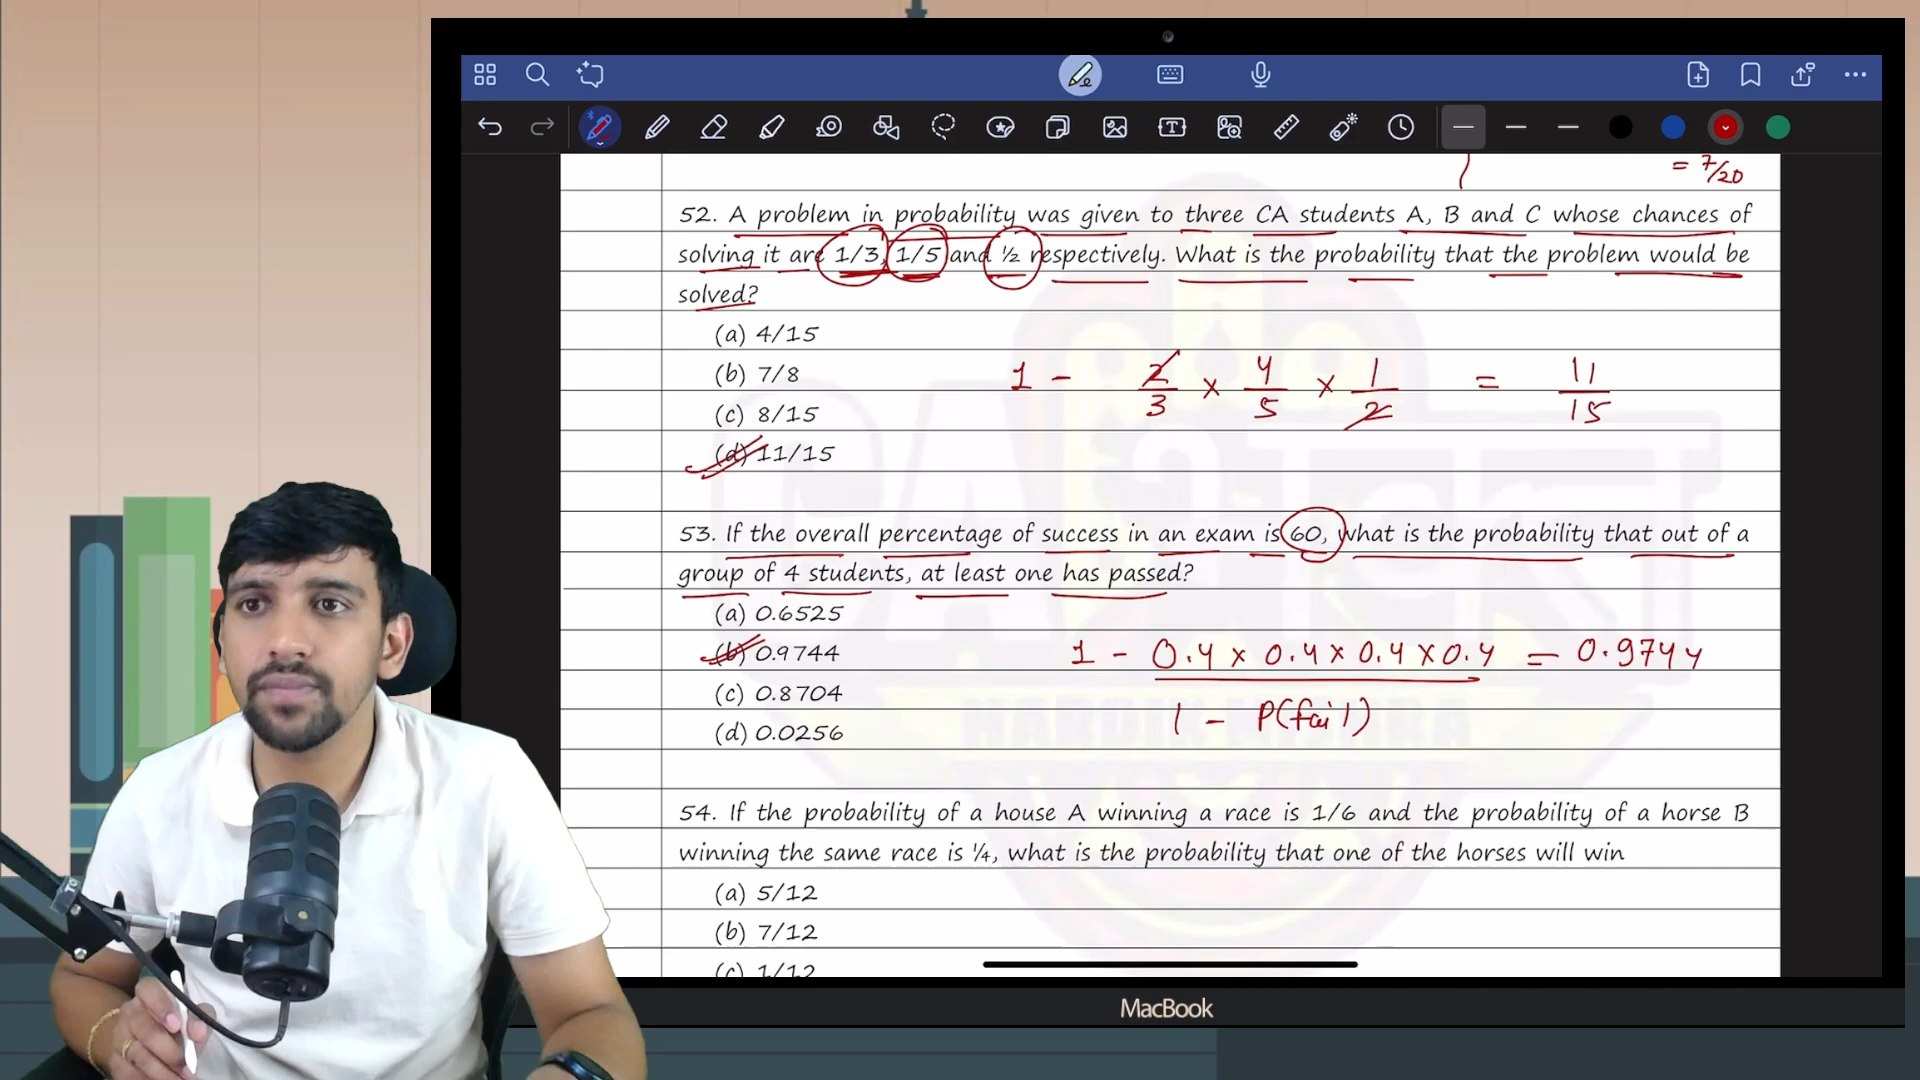 = 7/20
52. A problem in probability was given to three CA students A, B and C whose chances of
solving it are 1/3, 1/5 and ½ respectively. What is the probability that the problem would be
solved?
(a) 4/15
(b) 7/8
(c) 8/15
(d) 11/15
1 - 2/3 x 4/5 x 1/2 = 11/15
53. If the overall percentage of success in an exam is 60, what is the probability that out of a
group of 4 students, at least one has passed?
(a) 0.6525
(b) 0.9744
(c) 0.8704
(d) 0.0256
1 - 0.4 x 0.4 x 0.4 x 0.4 = 0.9744
1 - P(fail)
54. If the probability of a house A winning a race is 1/6 and the probability of a horse B
winning the same race is ¼, what is the probability that one of the horses will win
(a) 5/12
(b) 7/12
(c) 1/12
HARDIK MISHRA
MacBook